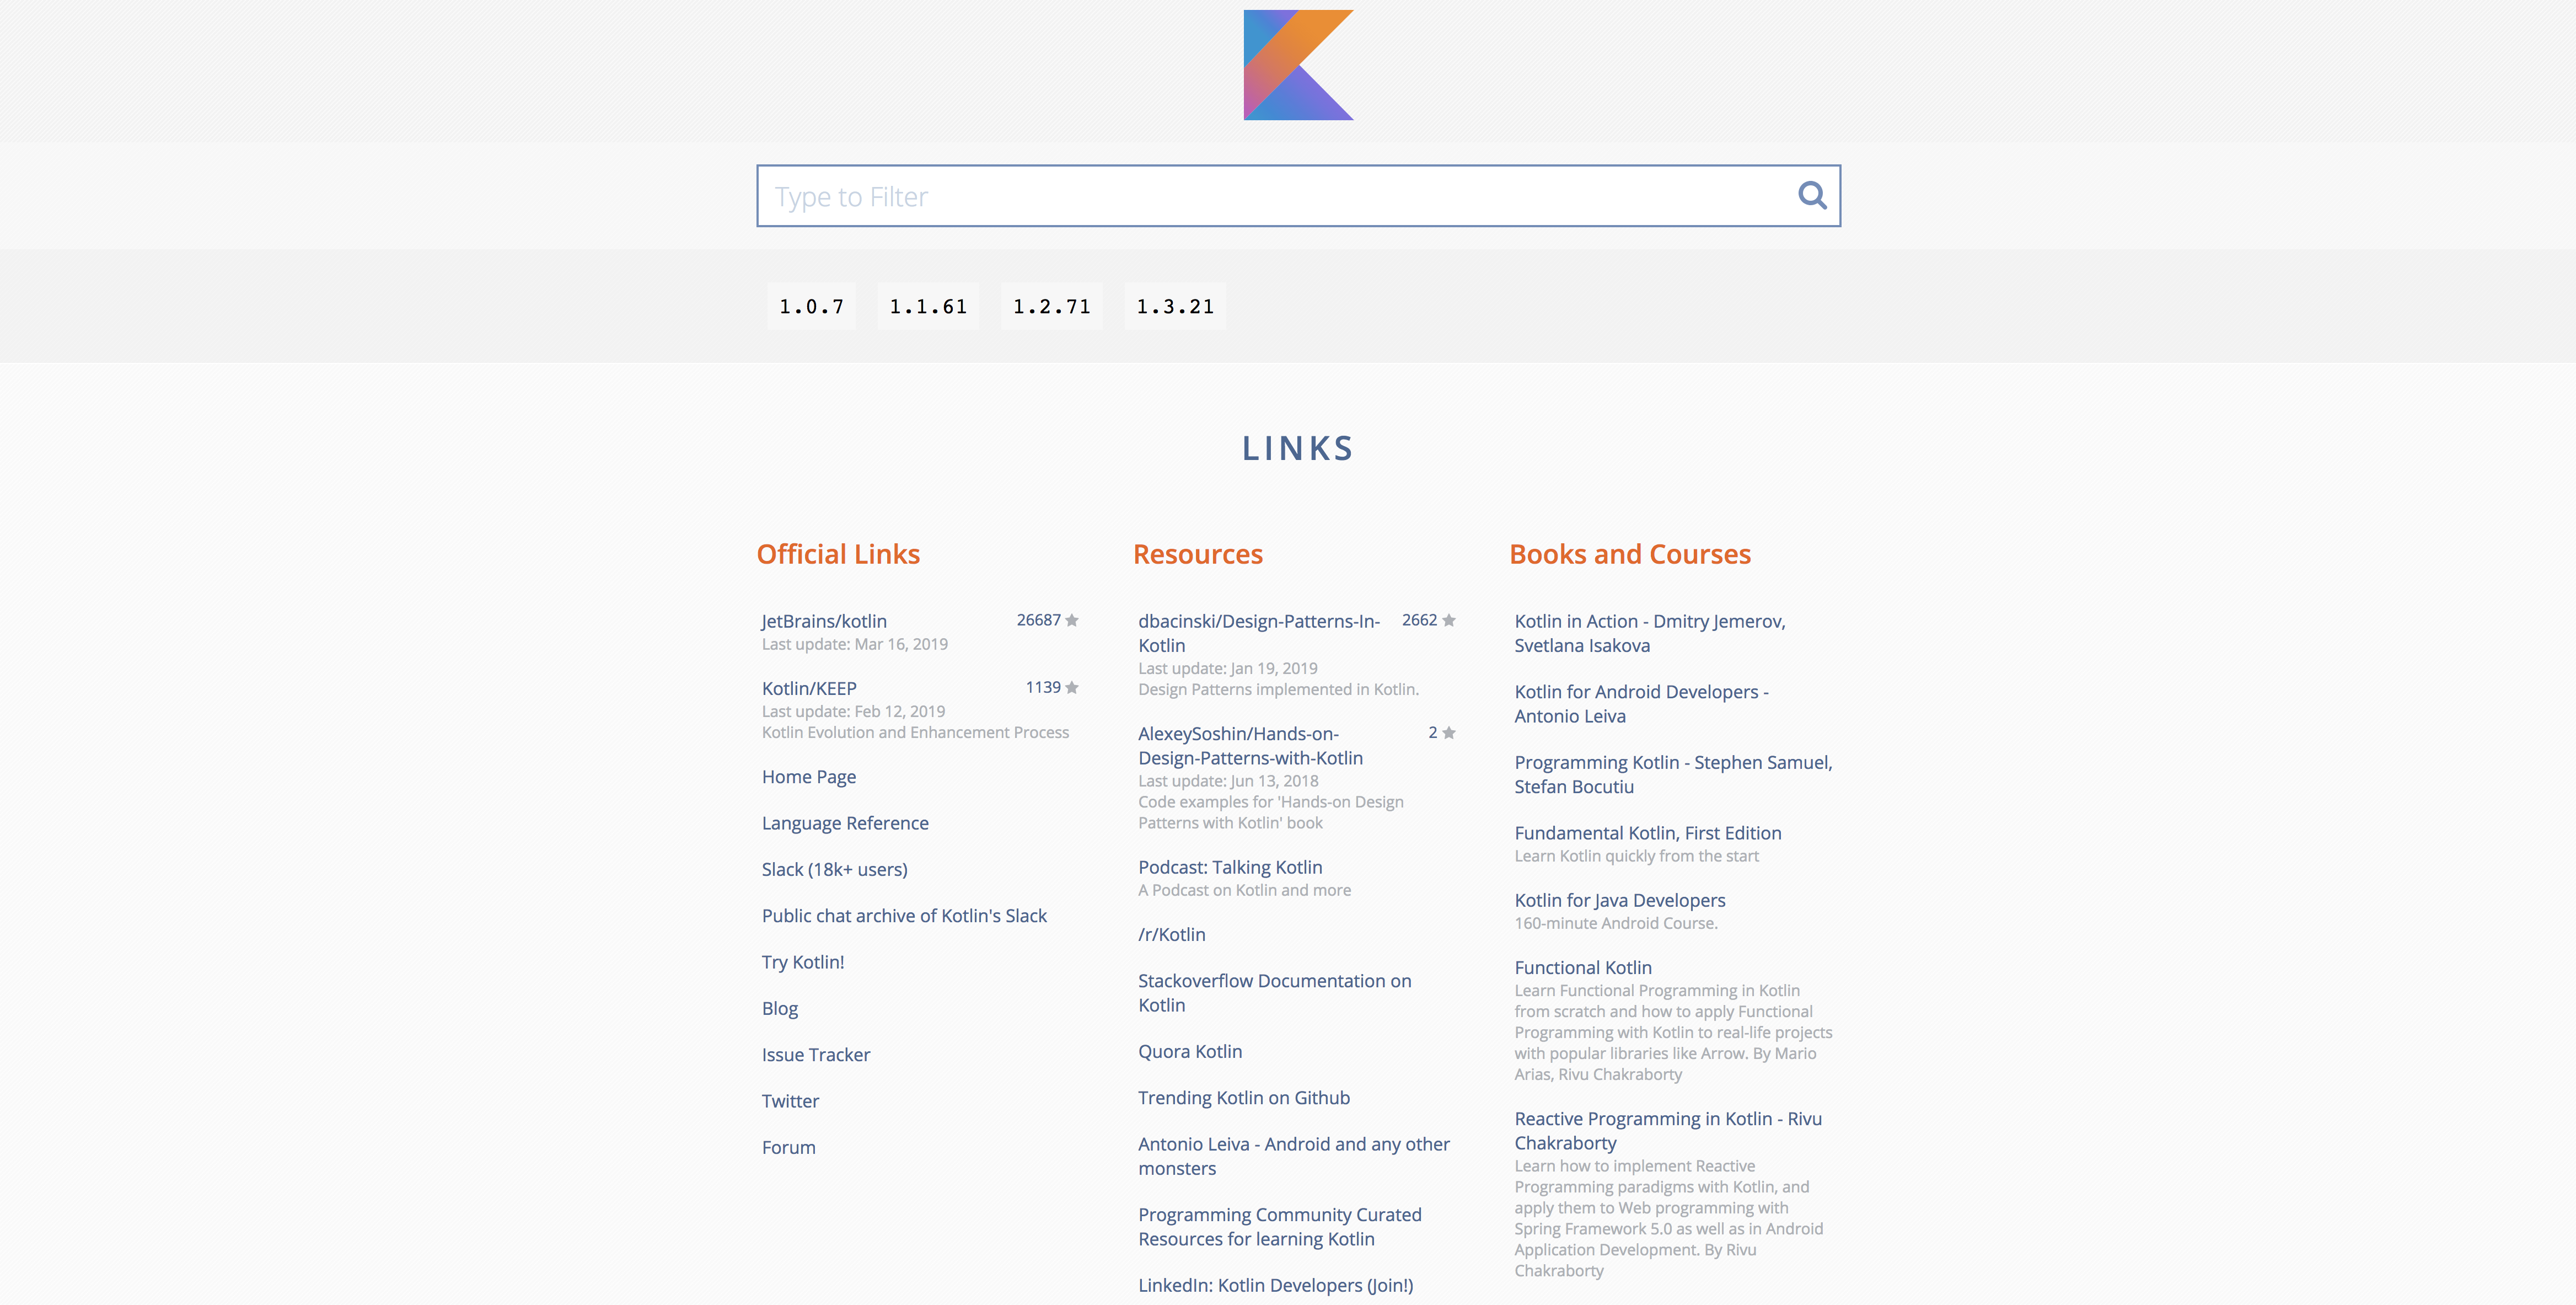 Type to Filter
1.0.7 1.1.61 1.2.71 1.3.21
LINKS
Official Links
JetBrains/kotlin 26687
Last update: Mar 16, 2019
Kotlin/KEEP 1139
Last update: Feb 12, 2019
Kotlin Evolution and Enhancement Process
Home Page
Language Reference
Slack (18k+ users)
Public chat archive of Kotlin's Slack
Try Kotlin!
Blog
Issue Tracker
Twitter
Forum
Resources
dbacinski/Design-Patterns-In- 2662
Kotlin
Last update: Jan 19, 2019
Design Patterns implemented in Kotlin.
AlexeySoshin/Hands-on- 2
Design-Patterns-with-Kotlin
Last update: Jun 13, 2018
Code examples for 'Hands-on Design
Patterns with Kotlin' book
Podcast: Talking Kotlin
A Podcast on Kotlin and more
/r/Kotlin
Stackoverflow Documentation on
Kotlin
Quora Kotlin
Trending Kotlin on Github
Antonio Leiva - Android and any other
monsters
Programming Community Curated
Resources for learning Kotlin
LinkedIn: Kotlin Developers (Join!)
Books and Courses
Kotlin in Action - Dmitry Jemerov,
Svetlana Isakova
Kotlin for Android Developers -
Antonio Leiva
Programming Kotlin - Stephen Samuel,
Stefan Bocutiu
Fundamental Kotlin, First Edition
Learn Kotlin quickly from the start
Kotlin for Java Developers
160-minute Android Course.
Functional Kotlin
Learn Functional Programming in Kotlin
from scratch and how to apply Functional
Programming with Kotlin to real-life projects
with popular libraries like Arrow. By Mario
Arias, Rivu Chakraborty
Reactive Programming in Kotlin - Rivu
Chakraborty
Learn how to implement Reactive
Programming paradigms with Kotlin, and
apply them to Web programming with
Spring Framework 5.0 as well as in Android
Application Development. By Rivu
Chakraborty